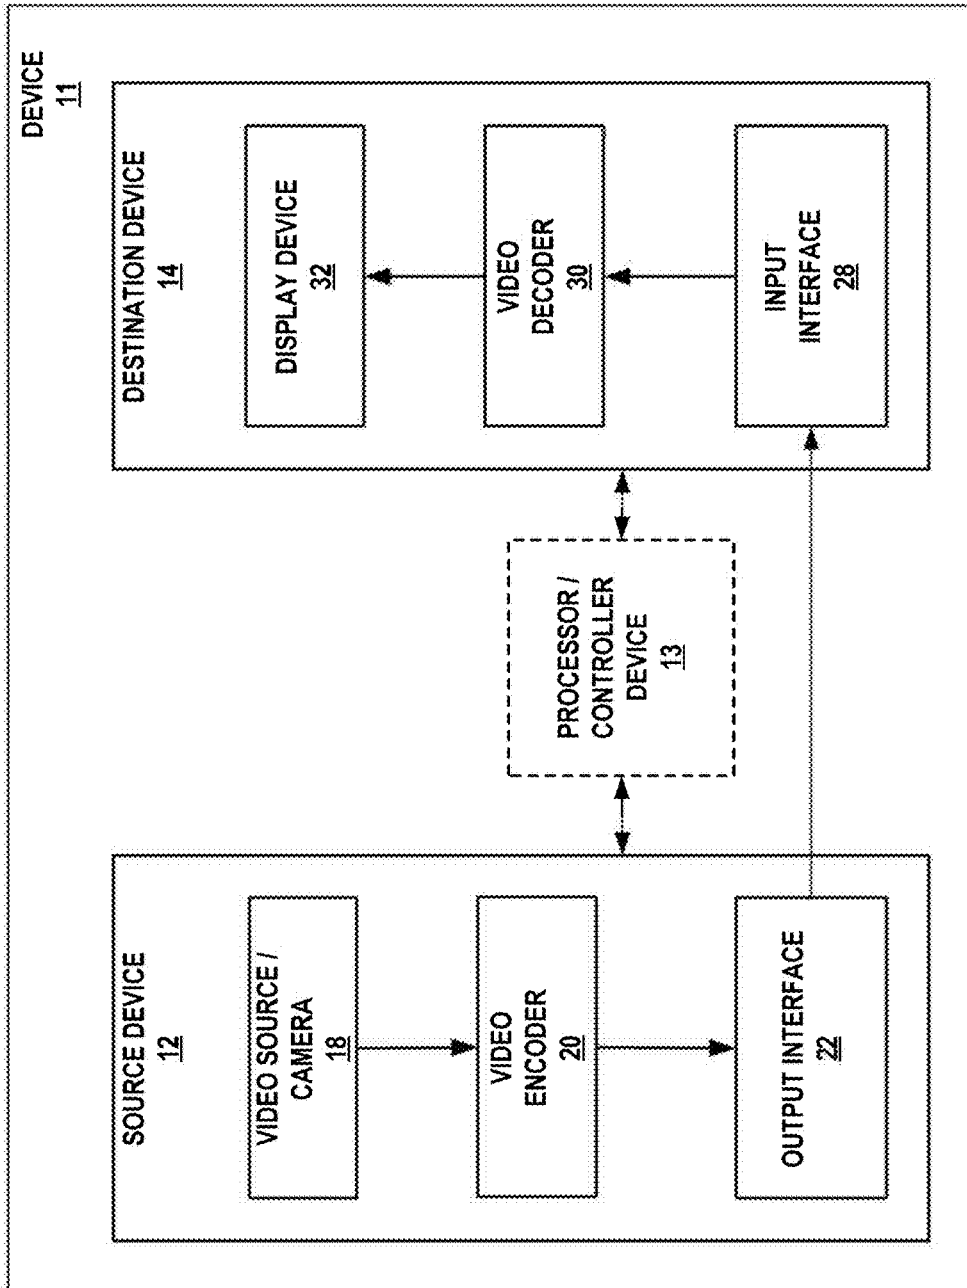 DEVICE
11
SOURCE DEVICE
12
VIDEO SOURCE /
CAMERA
18
VIDEO
ENCODER
20
OUTPUT INTERFACE
22
PROCESSOR /
CONTROLLER
DEVICE
13
DESTINATION DEVICE
14
DISPLAY DEVICE
32
VIDEO
DECODER
30
INPUT
INTERFACE
28